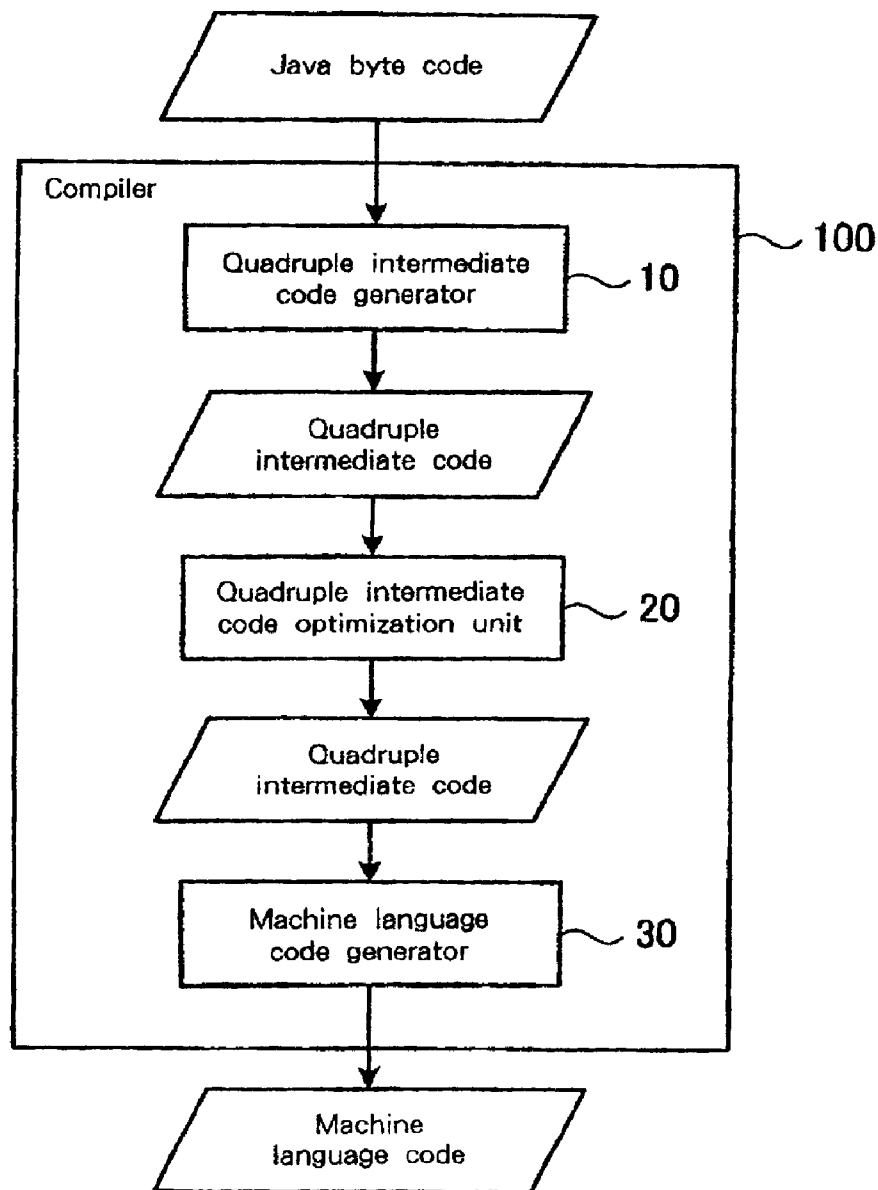 Java byte code
Compiler
100
Quadruple intermediate
code generator
10
Quadruple
intermediate code
Quadruple intermediate
code optimization unit
20
Quadruple
intermediate code
Machine language
code generator
30
Machine
language code